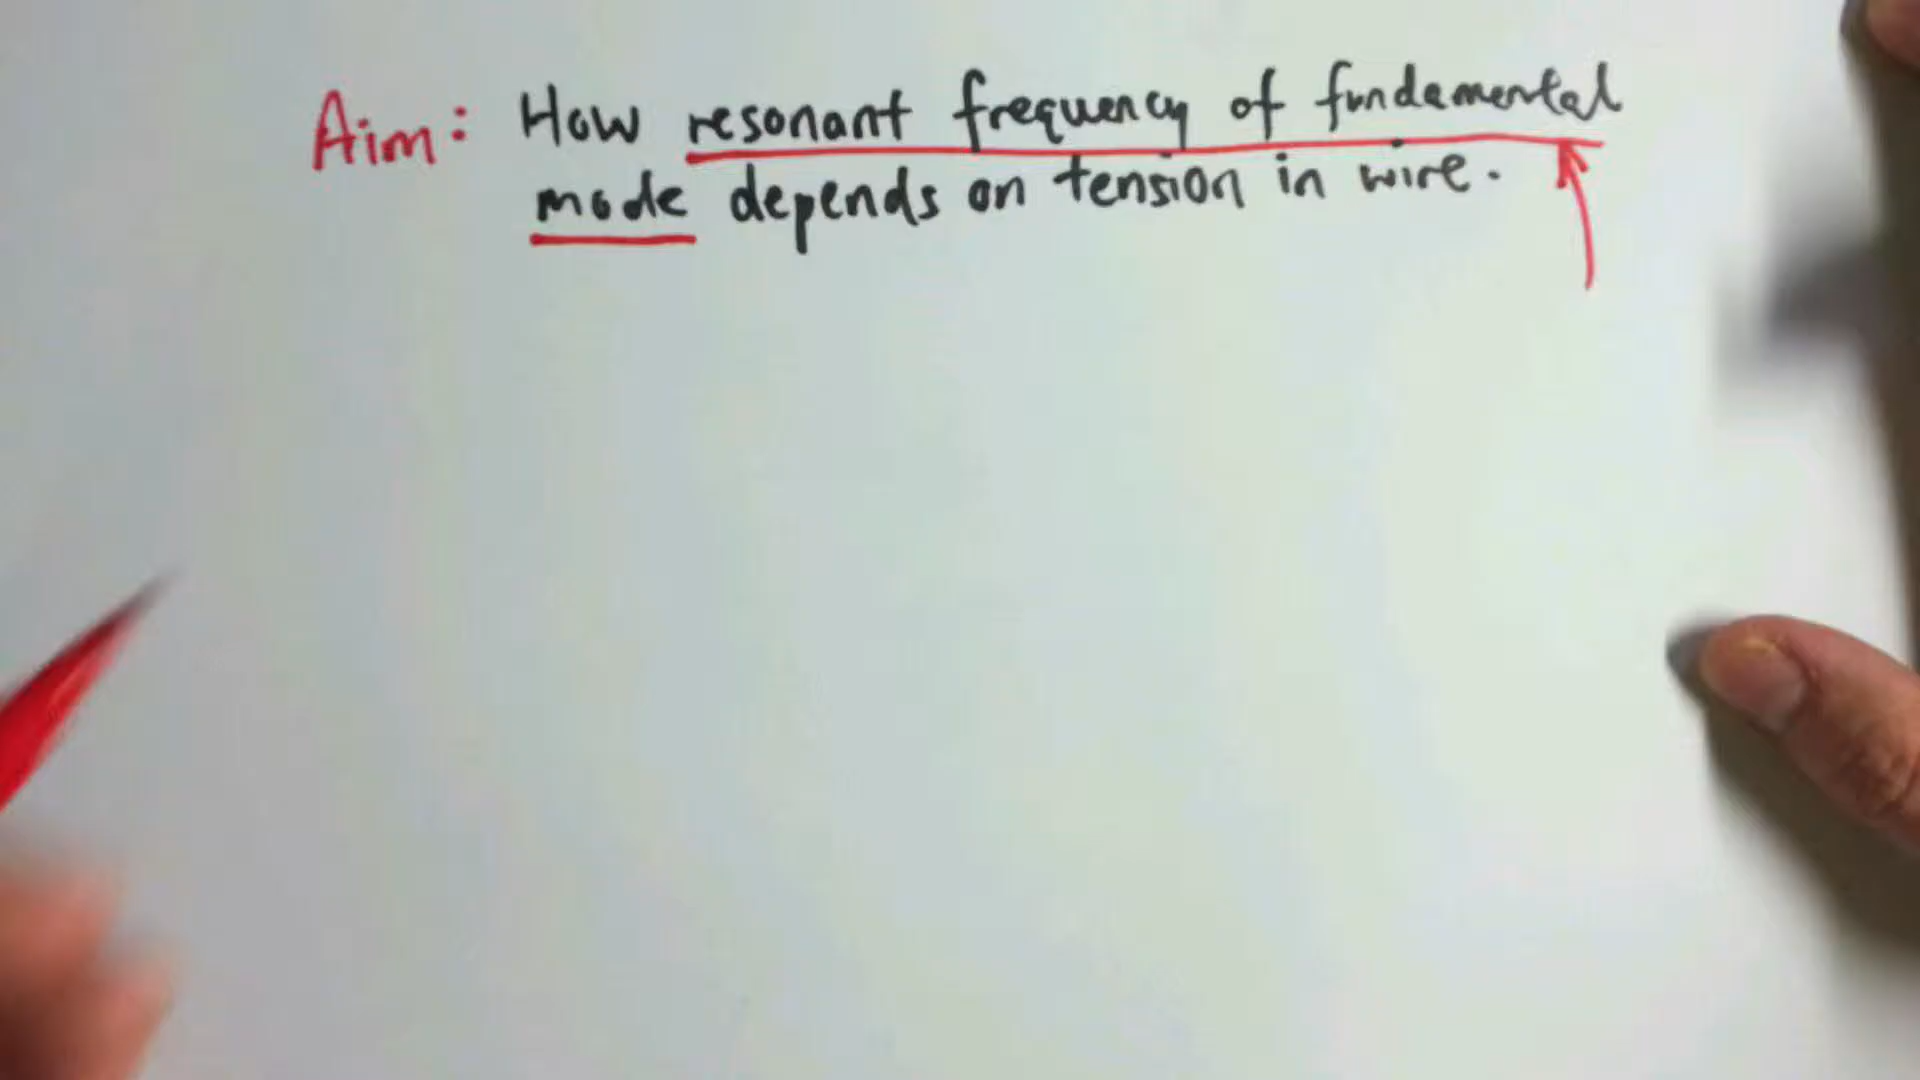 Aim: How resonant frequency of fundamental
mode depends on tension in wire.